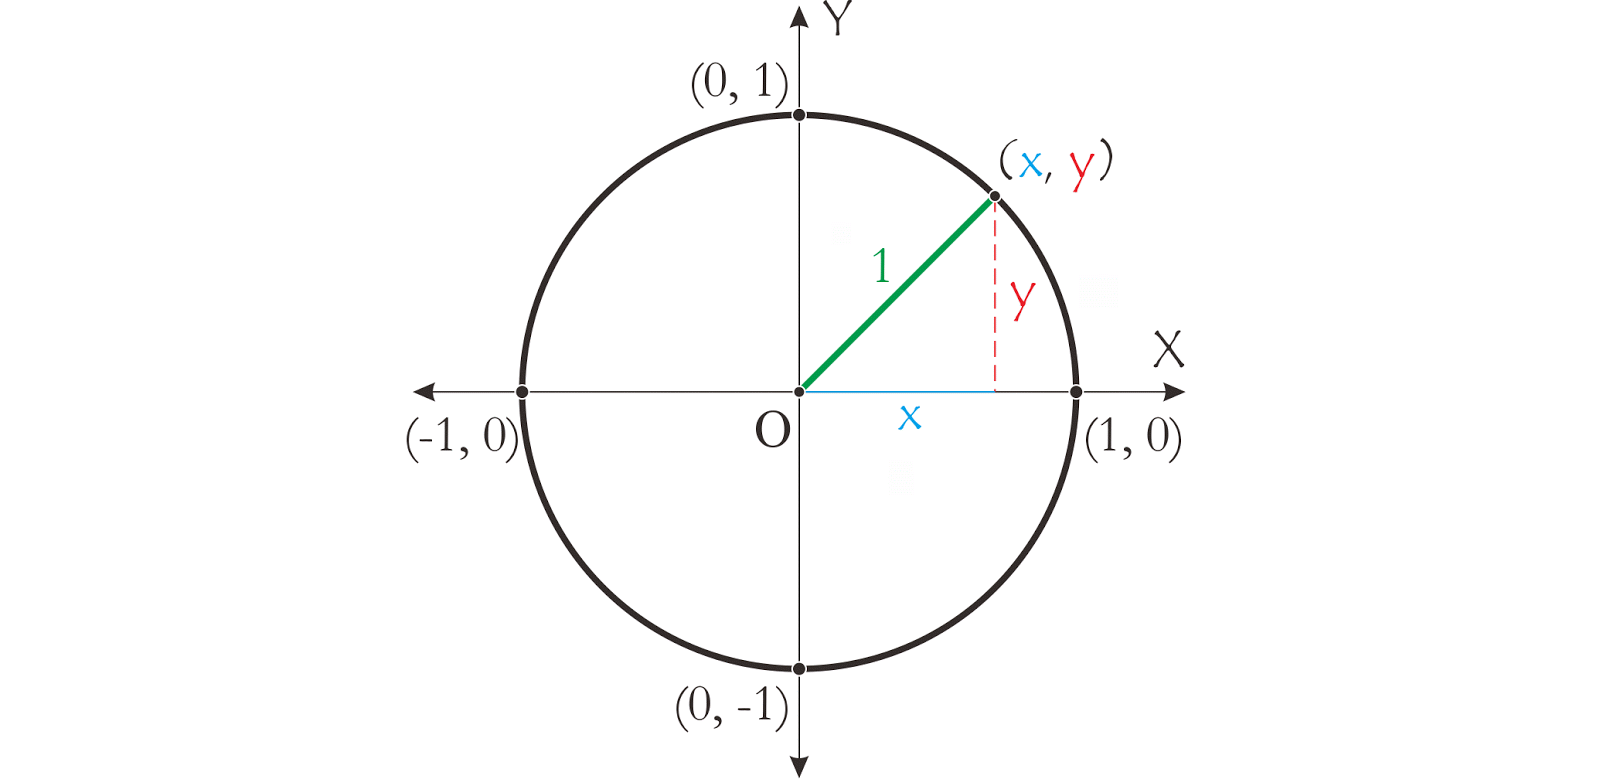 Y
(0, 1)
(x, y)
1
y
X
x
O
(-1, 0)
(1, 0)
(0, -1)